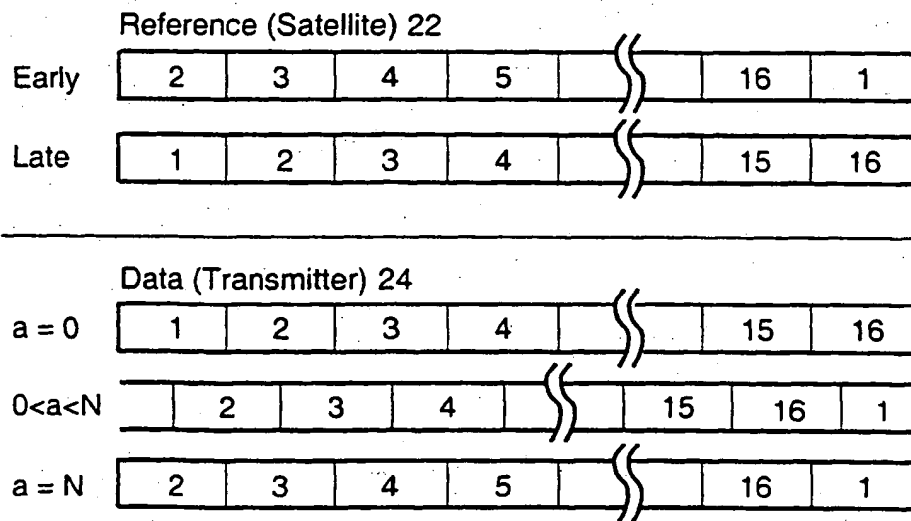 Reference (Satellite) 22
Early 2 3 4 5 16 1
Late 1 2 3 4 15 16
Data (Transmitter) 24
a = 0 1 2 3 4 15 16
0<a<N 2 3 4 15 16 1
a = N 2 3 4 5 16 1